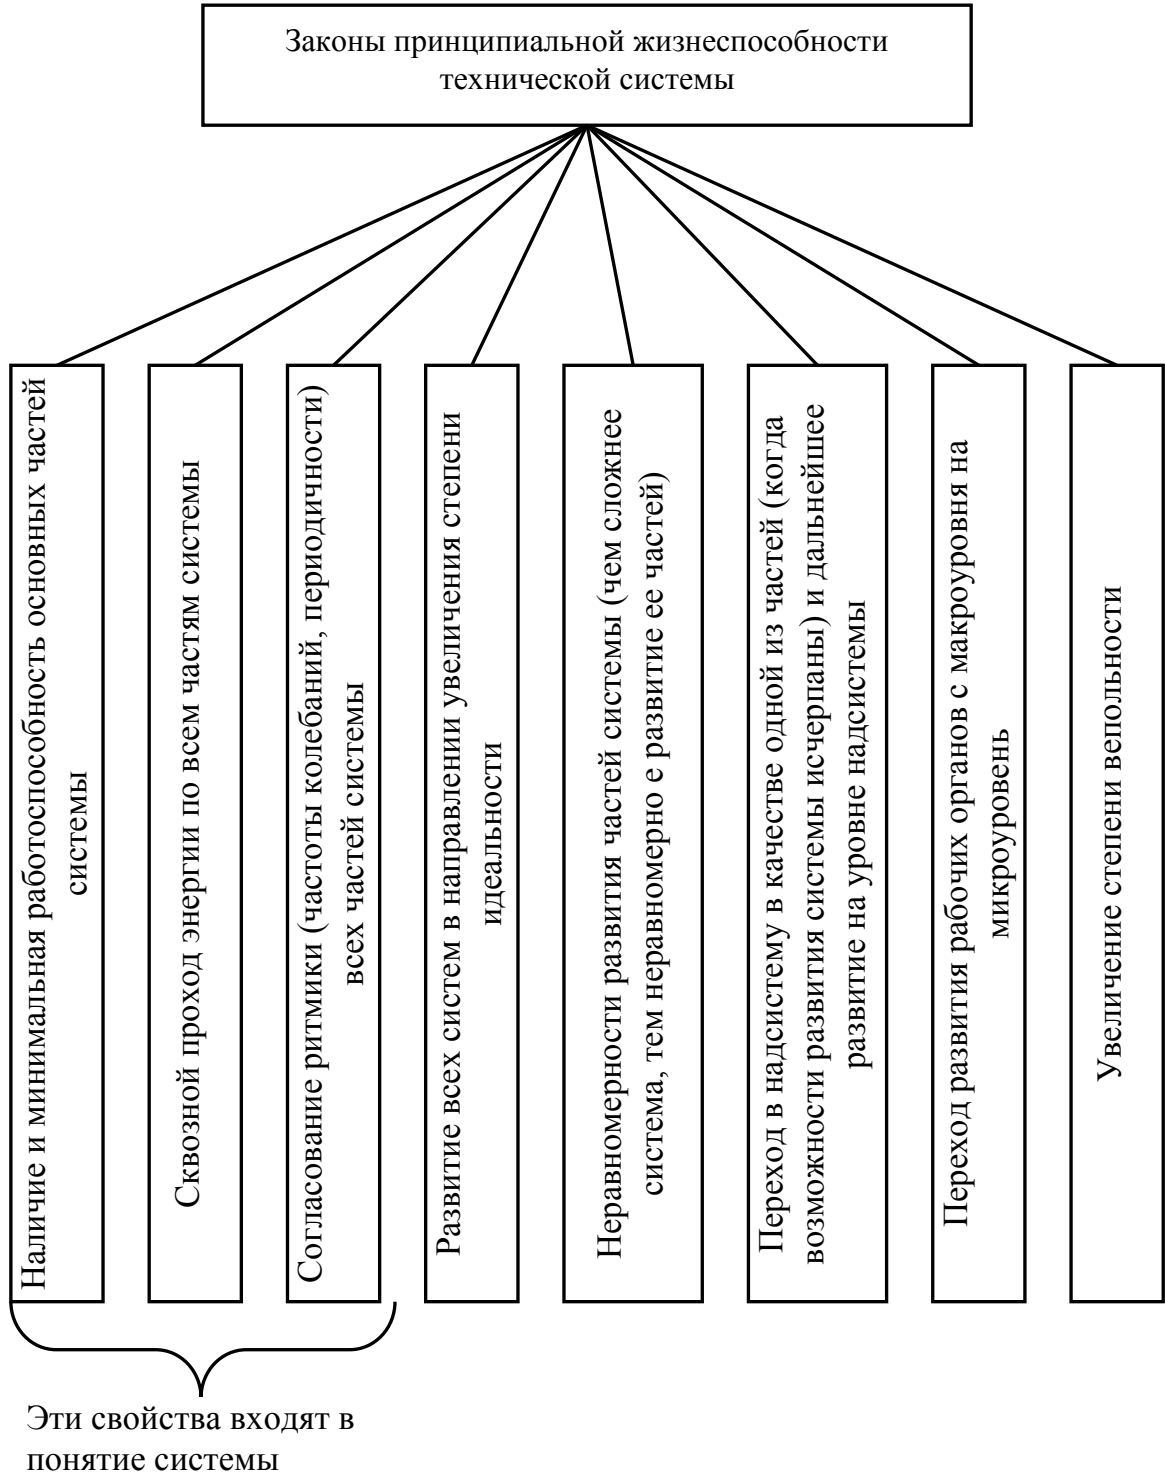 Законы принципиальной жизнеспособности
технической системы
Наличие и минимальная работоспособность основных частей
системы
Сквозной проход энергии по всем частям системы
Согласование ритмики (частоты колебаний, периодичности)
всех частей системы
Развитие всех систем в направлении увеличения степени
идеальности
Неравномерности развития частей системы (чем сложнее
система, тем неравномерно е развитие ее частей)
Переход в надсистему в качестве одной из частей (когда
возможности развития системы исчерпаны) и дальнейшее
развитие на уровне надсистемы
Переход развития рабочих органов с макроуровня на
микроуровень
Увеличение степени вепольности
Эти свойства входят в
понятие системы